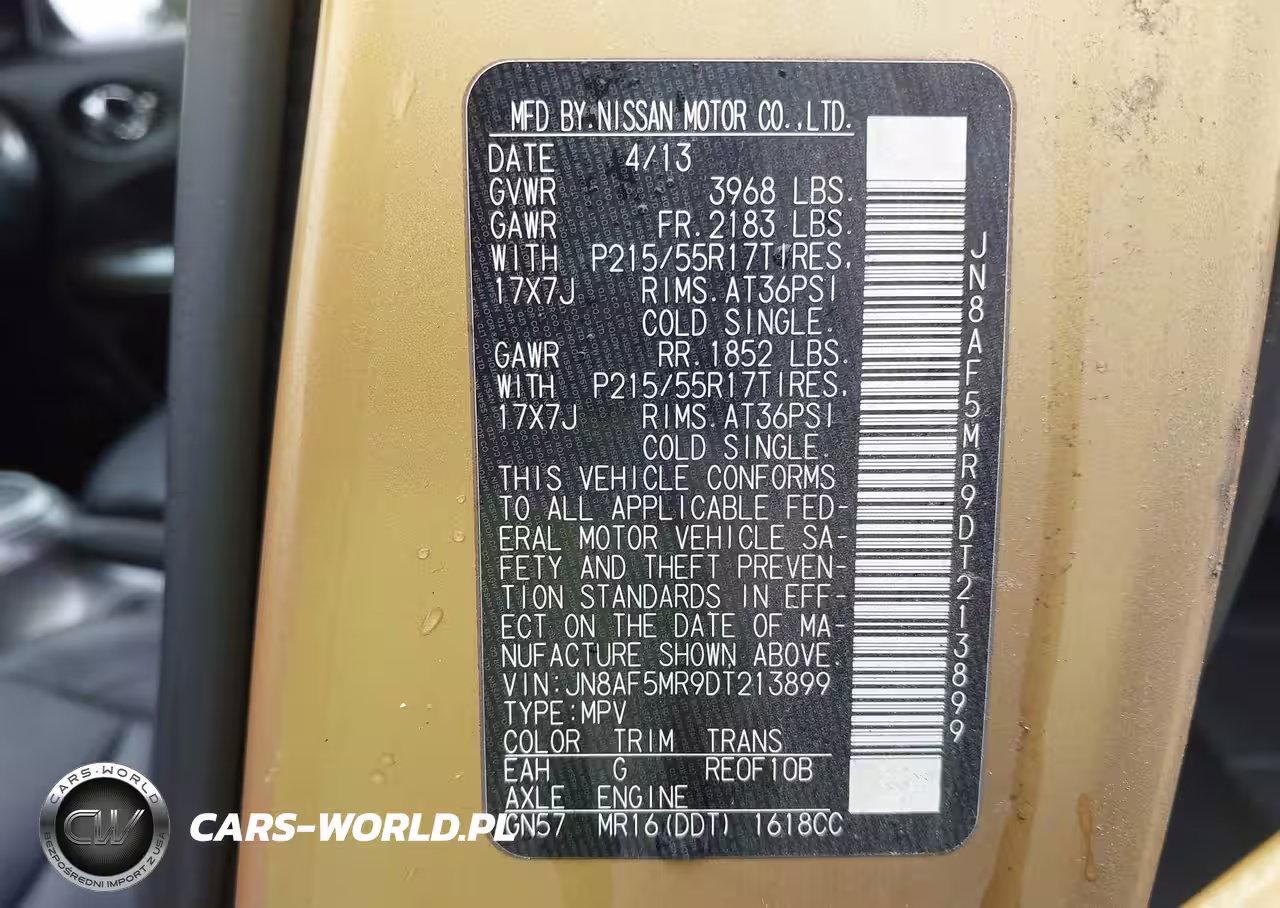 MFD BY.NISSAN MOTOR CO.,LTD.
DATE 4/13
GVWR 3968 LBS.
GAWR FR.2183 LBS.
WITH P215/55R17TIRES,
17X7J RIMS.AT36PSI
COLD SINGLE.
GAWR RR.1852 LBS.
WITH P215/55R17TIRES,
17X7J RIMS.AT36PSI
COLD SINGLE.
THIS VEHICLE CONFORMS
TO ALL APPLICABLE FED-
ERAL MOTOR VEHICLE SA-
FETY AND THEFT PREVEN-
TION STANDARDS IN EFF-
ECT ON THE DATE OF MA-
NUFACTURE SHOWN ABOVE.
VIN:JN8AF5MR9DT213899
TYPE:MPV
COLOR TRIM TRANS
EAH G RE0F10B
AXLE ENGINE
GN57 MR16(DDT) 1618CC
JN8AF5MR9DT213899
CARS-WORLD
CW
BEZPOŚREDNI IMPORT Z USA
CARS-WORLD.PL